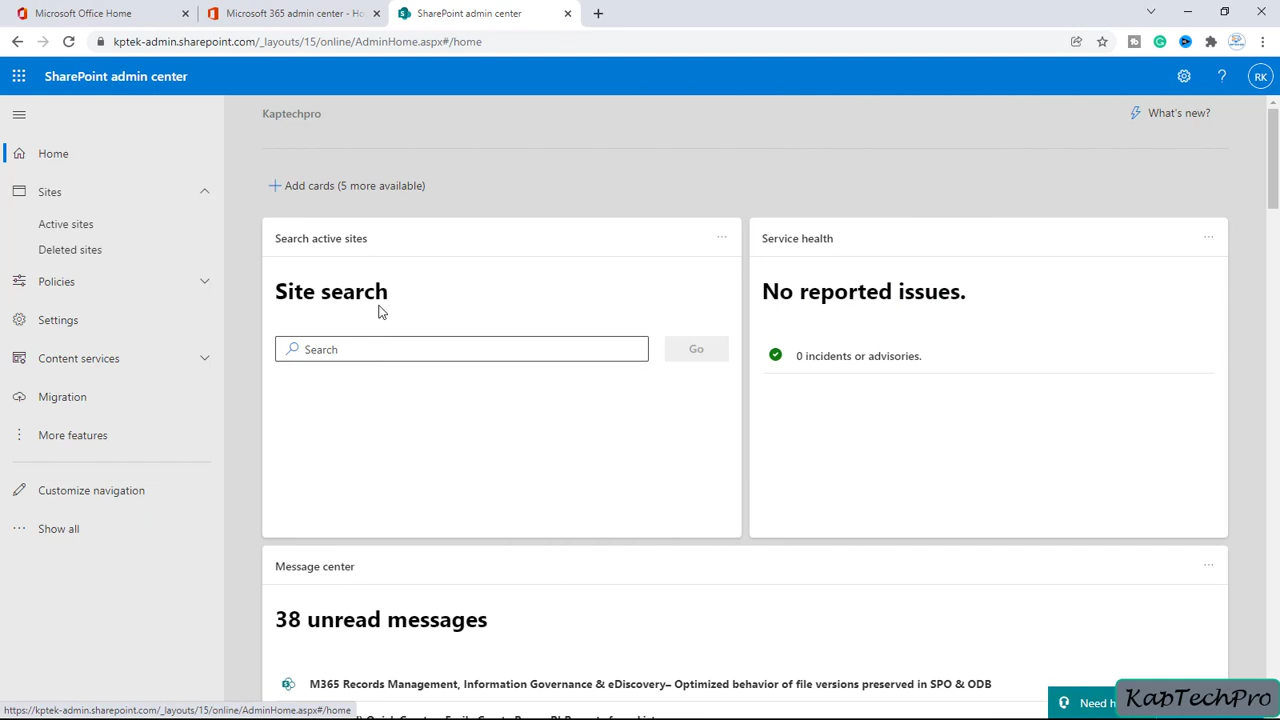 Microsoft Office Home
Microsoft 365 admin center - Ho
SharePoint admin center
kptek-admin.sharepoint.com/_layouts/15/online/AdminHome.aspx#/home
SharePoint admin center
RK
Home
Sites
Active sites
Deleted sites
Policies
Settings
Content services
Migration
More features
Customize navigation
Show all
Kaptechpro
What's new?
Add cards (5 more available)
Search active sites
Site search
Search
Go
Service health
No reported issues.
0 incidents or advisories.
Message center
38 unread messages
M365 Records Management, Information Governance & eDiscovery– Optimized behavior of file versions preserved in SPO & ODB
https://kptek-admin.sharepoint.com/_layouts/15/online/AdminHome.aspx#/home
Need h
KapTechPro